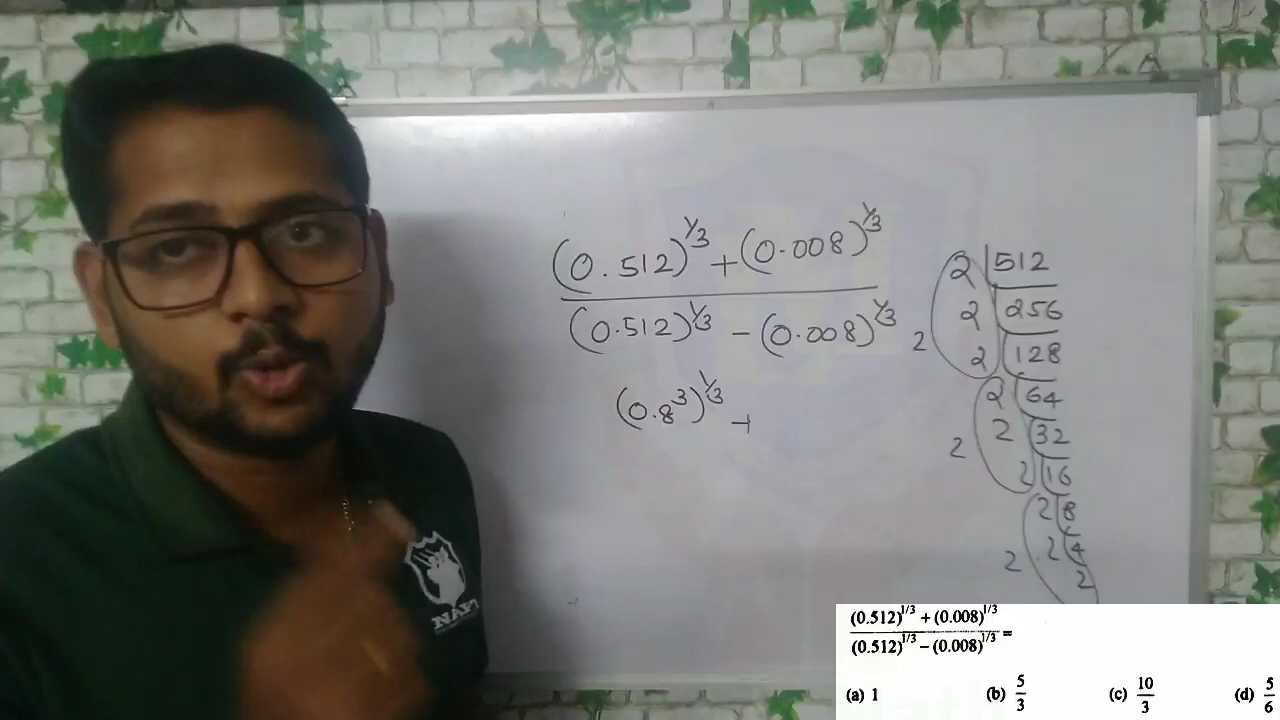 (0.512)^1/3 + (0.008)^1/3
(0.512)^1/3 - (0.008)^1/3
(0.8^3)^1/3 +
2 | 512
2 | 256
2 2 | 128
2 | 64
2 | 32
2 2 | 16
2 | 8
2 2 | 4
2
(0.512)^1/3 + (0.008)^1/3
(0.512)^1/3 − (0.008)^1/3 =
(a) 1 (b) 5/3 (c) 10/3 (d) 5/6